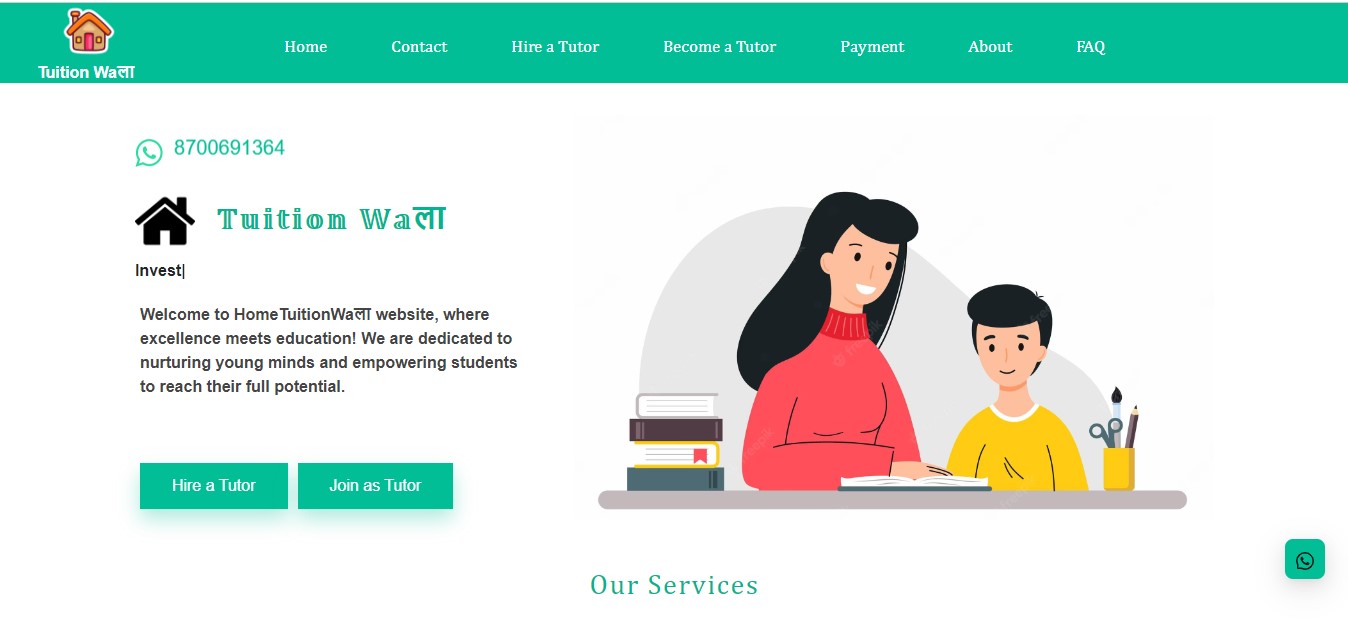 Tuition Waला
Home Contact Hire a Tutor Become a Tutor Payment About FAQ
8700691364
Tuition Waला
Invest|
Welcome to HomeTuitionWaला website, where
excellence meets education! We are dedicated to
nurturing young minds and empowering students
to reach their full potential.
Hire a Tutor Join as Tutor
Our Services